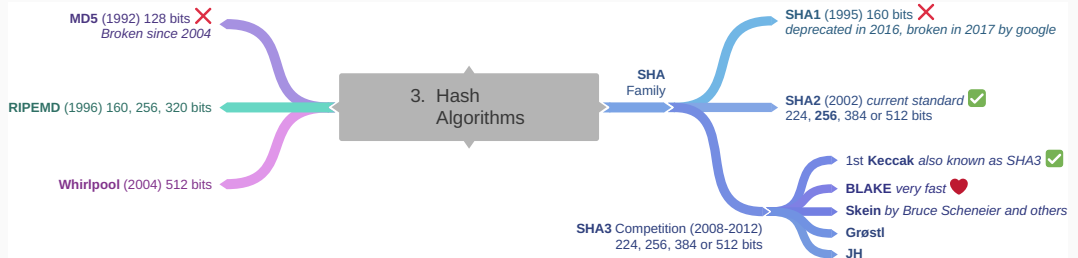 MD5 (1992) 128 bits ❌
Broken since 2004
RIPEMD (1996) 160, 256, 320 bits
Whirlpool (2004) 512 bits
3. Hash
Algorithms
SHA
Family
SHA1 (1995) 160 bits ❌
deprecated in 2016, broken in 2017 by google
SHA2 (2002) current standard ✅
224, 256, 384 or 512 bits
SHA3 Competition (2008-2012)
224, 256, 384 or 512 bits
1st Keccak also known as SHA3 ✅
BLAKE very fast ❤️
Skein by Bruce Scheneier and others
Grøstl
JH